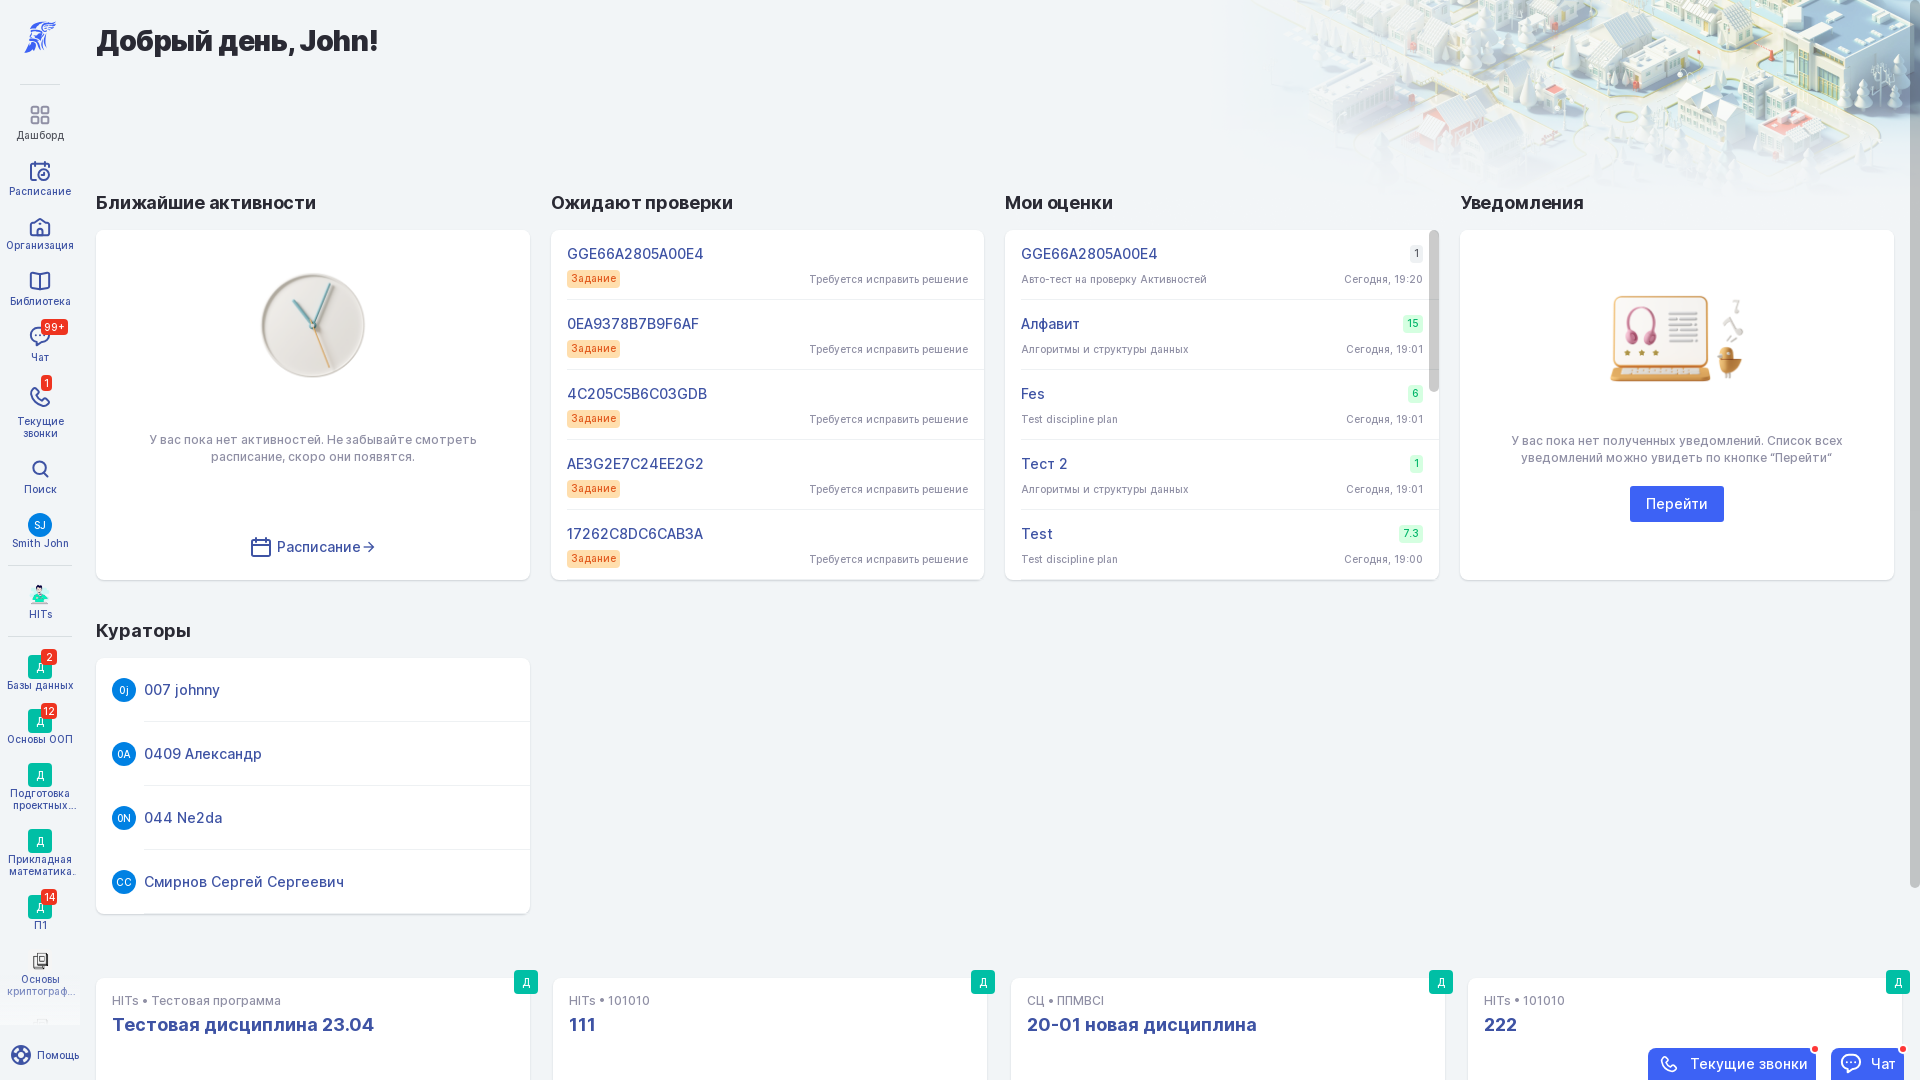 Добрый день, John!
Дашборд
Расписание
Организация
Библиотека
99+
Чат
1
Текущие
звонки
Поиск
SJ
Smith John
HITs
2
Д
Базы данных
12
Д
Основы ООП
Д
Подготовка
проектных...
Д
Прикладная
математика.
14
Д
П1
Основы
криптограф...
Помощь
Ближайшие активности
У вас пока нет активностей. Не забывайте смотреть
расписание, скоро они появятся.
Расписание
Ожидают проверки
GGE66A2805A00E4
Задание
Требуется исправить решение
0EA9378B7B9F6AF
Задание
Требуется исправить решение
4C205C5B6C03GDB
Задание
Требуется исправить решение
AE3G2E7C24EE2G2
Задание
Требуется исправить решение
17262C8DC6CAB3A
Задание
Требуется исправить решение
Мои оценки
GGE66A2805A00E4
1
Авто-тест на проверку Активностей
Сегодня, 19:20
Алфавит
15
Алгоритмы и структуры данных
Сегодня, 19:01
Fes
6
Test discipline plan
Сегодня, 19:01
Тест 2
1
Алгоритмы и структуры данных
Сегодня, 19:01
Test
7.3
Test discipline plan
Сегодня, 19:00
Уведомления
У вас пока нет полученных уведомлений. Список всех
уведомлений можно увидеть по кнопке “Перейти“
Перейти
Кураторы
0j
007 johnny
0А
0409 Александр
0N
044 Ne2da
СС
Смирнов Сергей Сергеевич
Д
HITs • Тестовая программа
Тестовая дисциплина 23.04
Д
HITs • 101010
111
Д
СЦ • ППМВСІ
20-01 новая дисциплина
Д
HITs • 101010
222
Текущие звонки
Чат